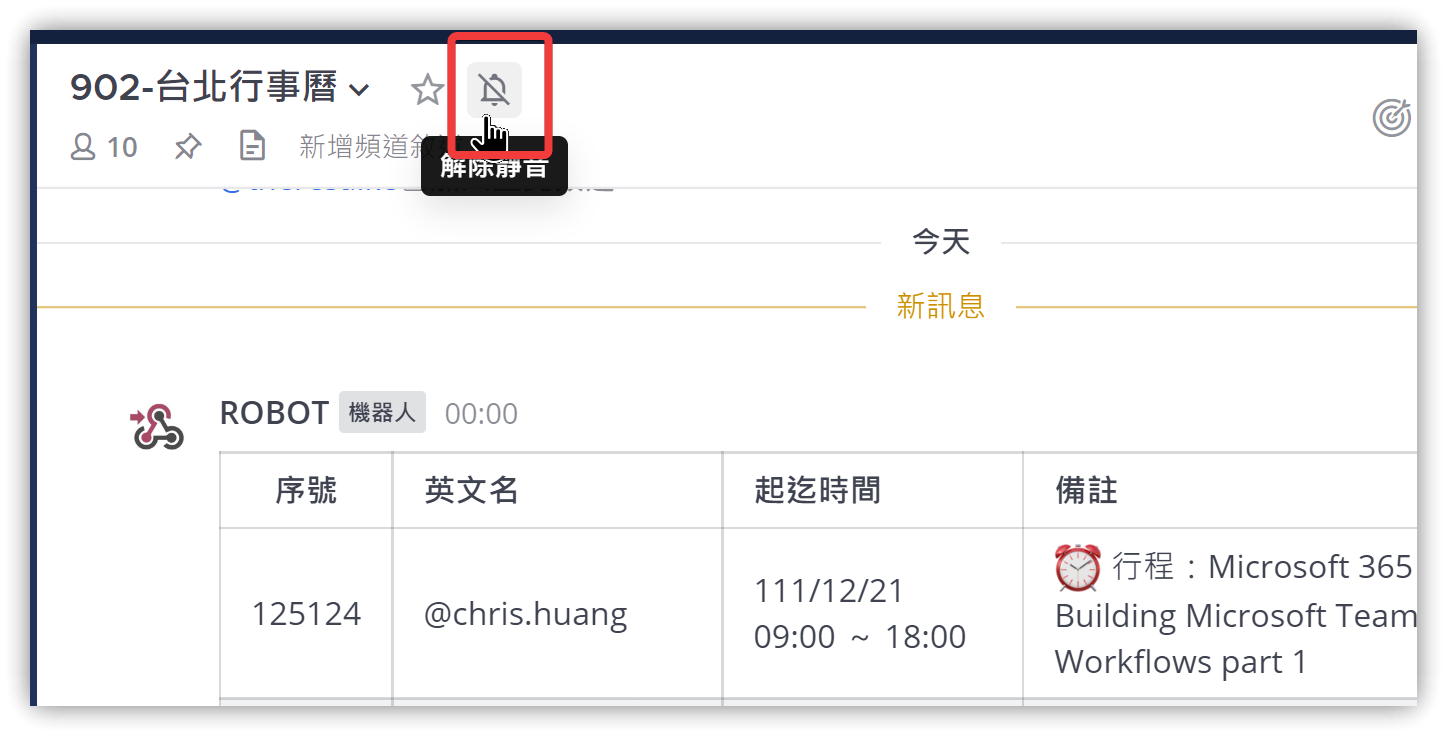 902-台北行事曆
10
新增頻道敘
解除靜音
今天
新訊息
ROBOT 機器人 00:00
序號 英文名 起迄時間 備註
125124 @chris.huang 111/12/21
09:00 ~ 18:00
行程：Microsoft 365
Building Microsoft Team
Workflows part 1